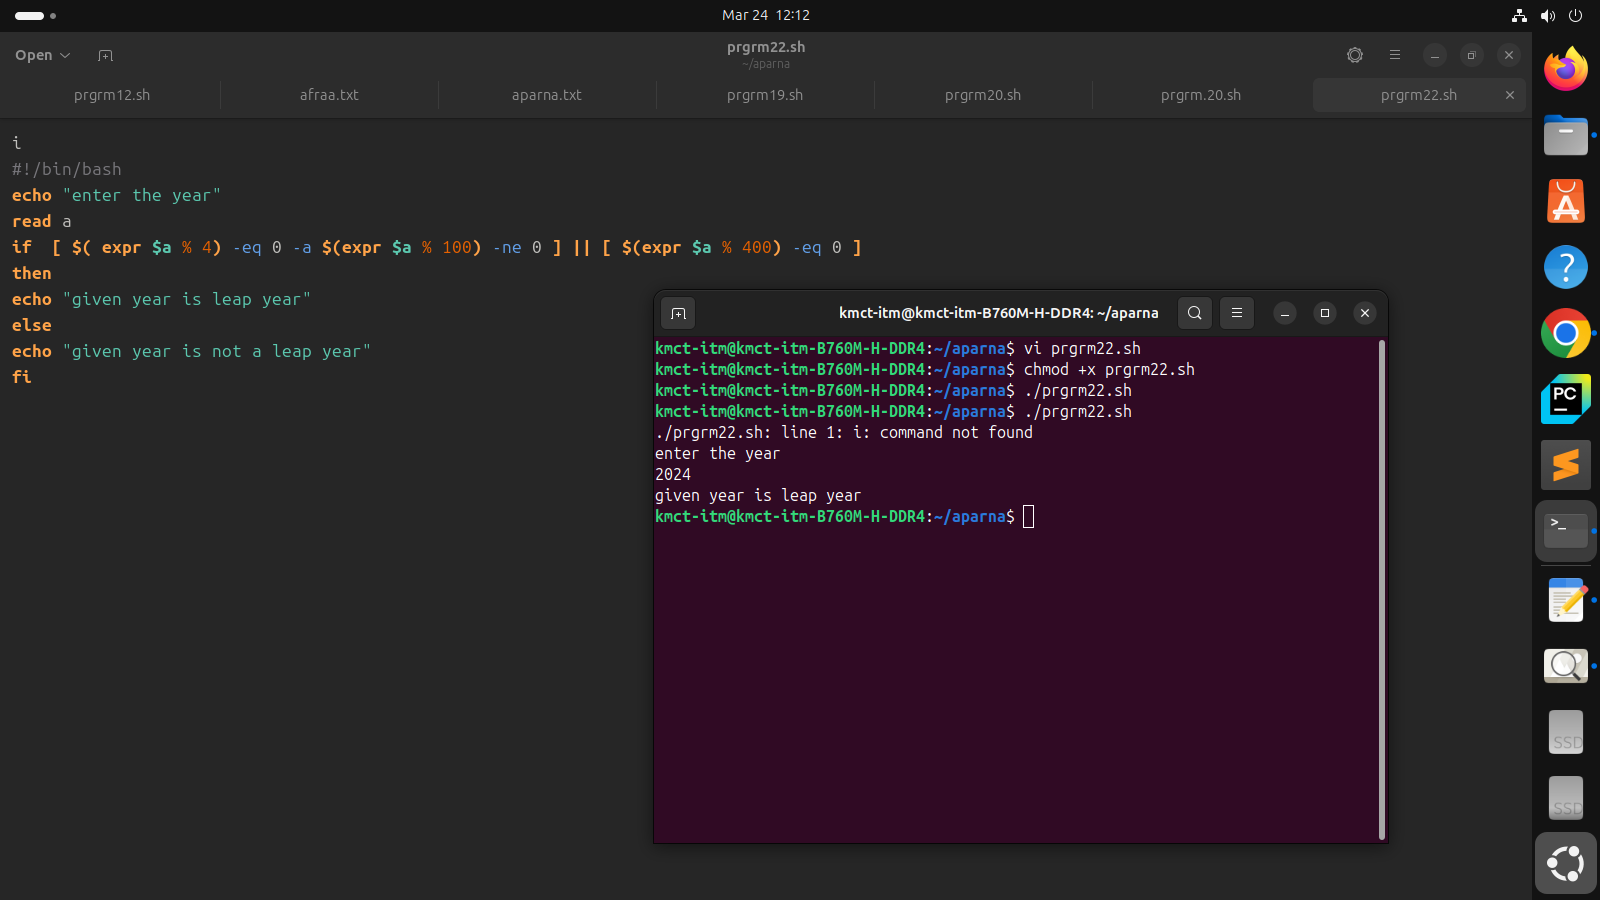 Mar 24 12:12
Open
prgrm22.sh
~/aparna
prgrm12.sh
afraa.txt
aparna.txt
prgrm19.sh
prgrm20.sh
prgrm.20.sh
prgrm22.sh
i
#!/bin/bash
echo "enter the year"
read a
if  [ $( expr $a % 4) -eq 0 -a $(expr $a % 100) -ne 0 ] || [ $(expr $a % 400) -eq 0 ]
then
echo "given year is leap year"
else
echo "given year is not a leap year"
fi
kmct-itm@kmct-itm-B760M-H-DDR4: ~/aparna
kmct-itm@kmct-itm-B760M-H-DDR4:~/aparna$ vi prgrm22.sh
kmct-itm@kmct-itm-B760M-H-DDR4:~/aparna$ chmod +x prgrm22.sh
kmct-itm@kmct-itm-B760M-H-DDR4:~/aparna$ ./prgrm22.sh
kmct-itm@kmct-itm-B760M-H-DDR4:~/aparna$ ./prgrm22.sh
./prgrm22.sh: line 1: i: command not found
enter the year
2024
given year is leap year
kmct-itm@kmct-itm-B760M-H-DDR4:~/aparna$
PC
SSD
SSD